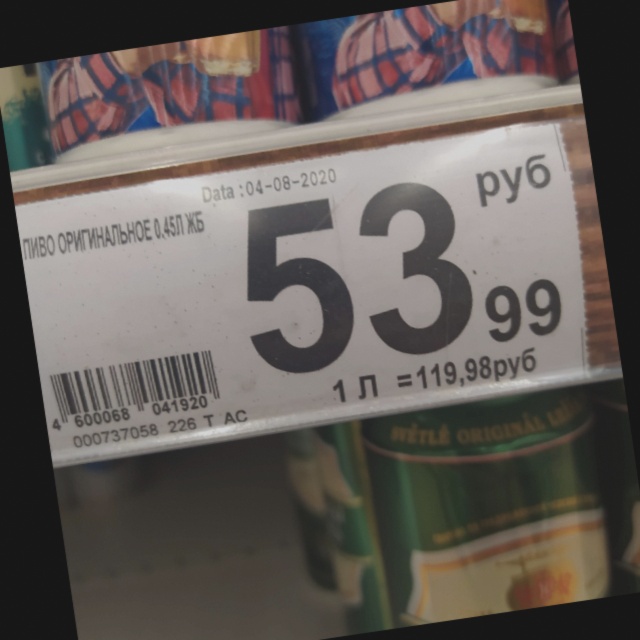 Data :04-08-2020
ПИВО ОРИГИНАЛЬНОЕ 0,45Л ЖБ
53 99 руб
1 Л =119,98руб
4 600068 041920
000737058 226 Т АС
SVĚTLÉ ORIGINÁL